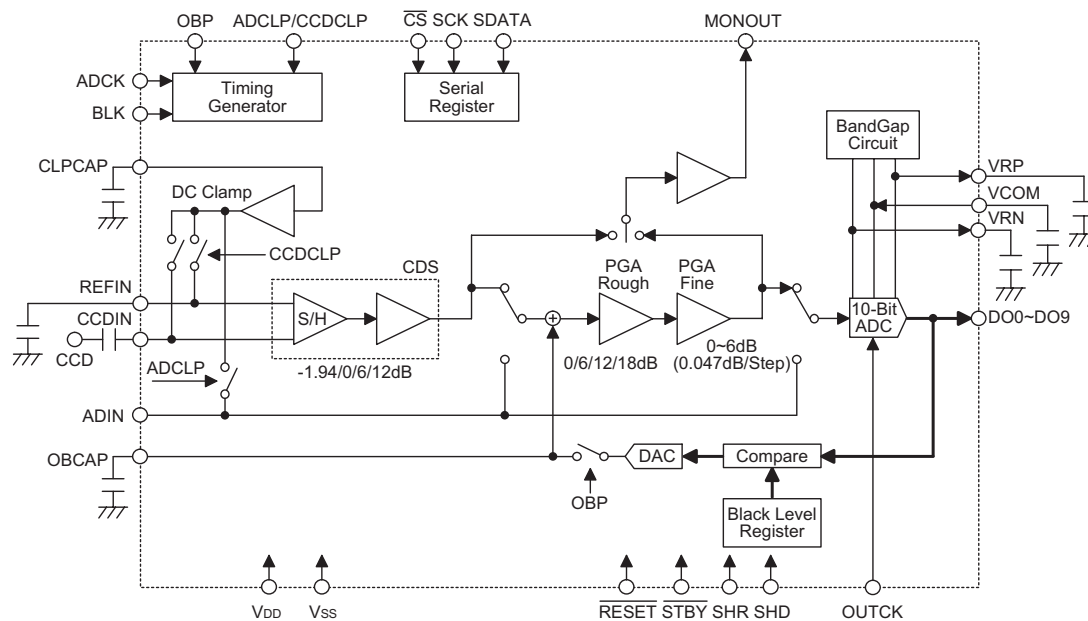 OBP ADCLP/CCDCLP CS SCK SDATA MONOUT
ADCK
BLK
Timing
Generator
Serial
Register
BandGap
Circuit
CLPCAP
DC Clamp
VRP
VCOM
VRN
CCDCLP
CDS
PGA
Rough
PGA
Fine
REFIN
S/H
10-Bit
ADC
DO0~DO9
CCDIN
CCD
-1.94/0/6/12dB
0/6/12/18dB
0~6dB
(0.047dB/Step)
ADCLP
ADIN
OBCAP
DAC
Compare
OBP
Black Level
Register
VDD VSS RESET STBY SHR SHD OUTCK